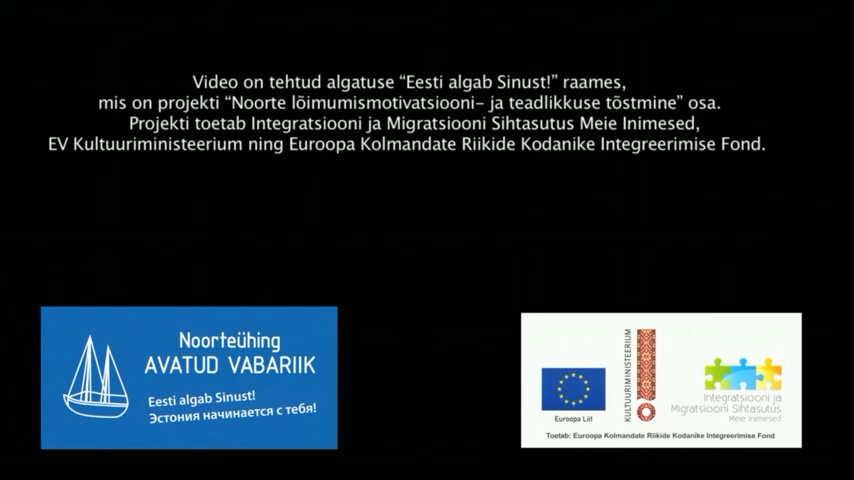 Video on tehtud algatuse “Eesti algab Sinust!” raames,
mis on projekti “Noorte lõimumismotivatsiooni- ja teadlikkuse tõstmine” osa.
Projekti toetab Integratsiooni ja Migratsiooni Sihtasutus Meie Inimesed,
EV Kultuuriministeerium ning Euroopa Kolmandate Riikide Kodanike Integreerimise Fond.
Noorteühing
AVATUD VABARIIK
Eesti algab Sinust!
Эстония начинается с тебя!
Euroopa Liit
KULTUURIMINISTEERIUM
Integratsiooni ja
Migratsiooni Sihtasutus
Meie Inimesed
Toetab: Euroopa Kolmandate Riikide Kodanike Integreerimise Fond